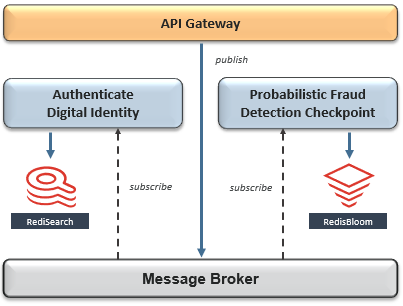 API Gateway
publish
Authenticate
Digital Identity
Probabilistic Fraud
Detection Checkpoint
subscribe
subscribe
RediSearch
RedisBloom
Message Broker